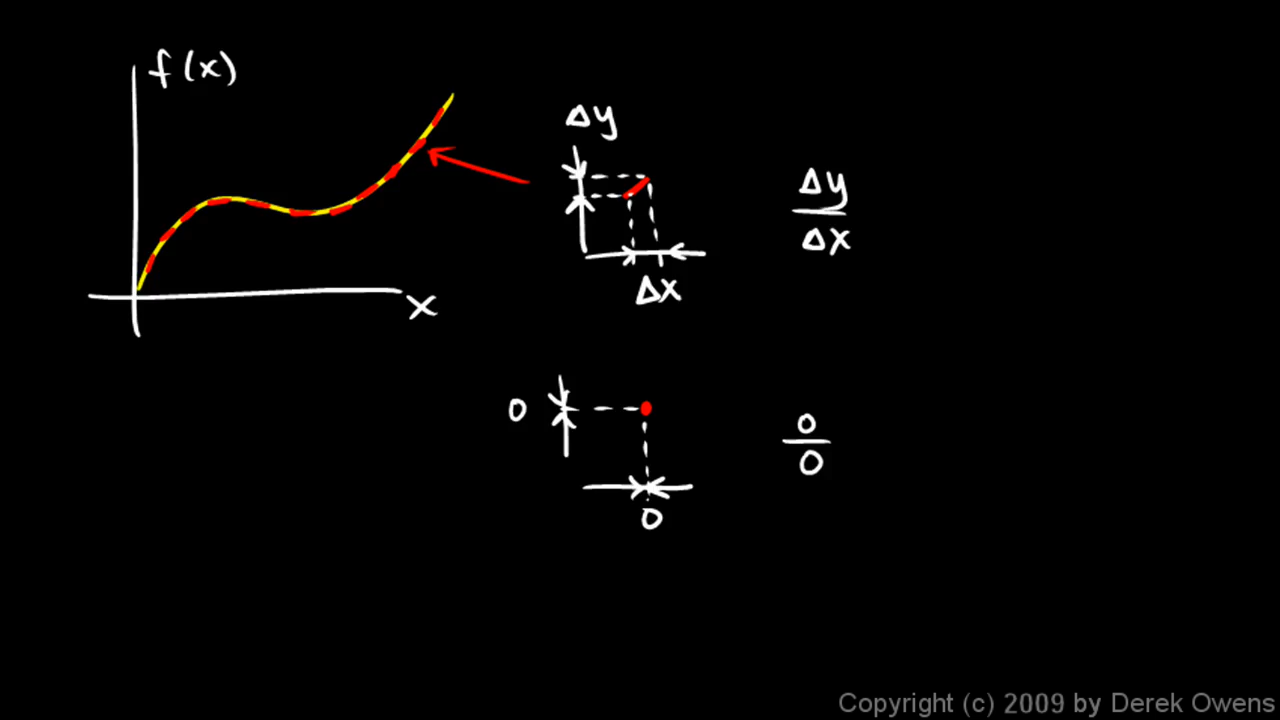 f(x)
x
Δy
Δx
Δy
Δx
0
0
0
0
Copyright (c) 2009 by Derek Owens